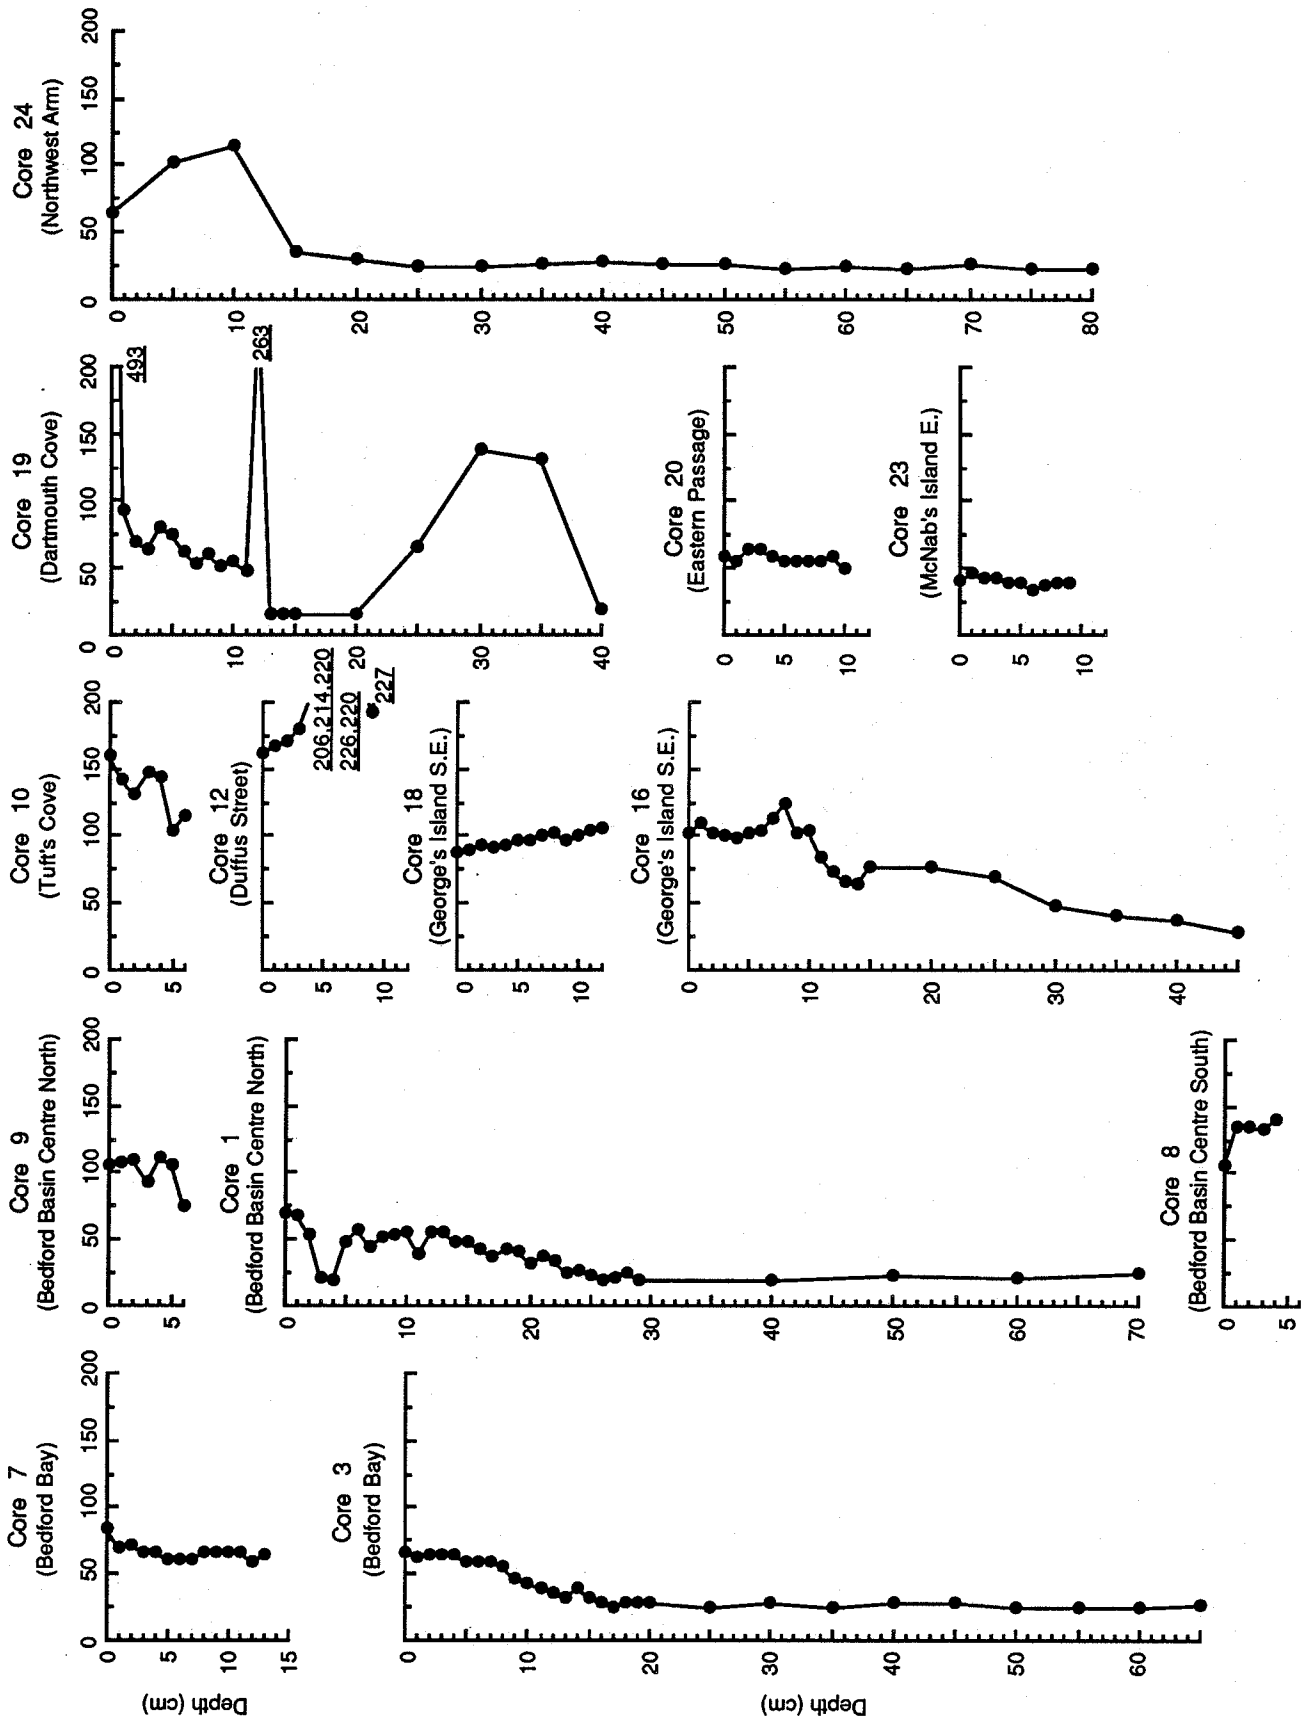 Core 7
(Bedford Bay)
0 50 100 150 200
0
5
10
15
Depth (cm)
Core 3
(Bedford Bay)
0
10
20
30
40
50
60
Depth (cm)
Core 9
(Bedford Basin Centre North)
0 50 100 150 200
0
5
Core 1
(Bedford Basin Centre North)
0
10
20
30
40
50
60
70
Core 8
(Bedford Basin Centre South)
0
5
Core 10
(Tuft's Cove)
0 50 100 150 200
0
5
Core 12
(Duffus Street)
0
5
10
206,214,220
226,220
227
Core 18
(George's Island S.E.)
0
5
10
Core 16
(George's Island S.E.)
0
10
20
30
40
Core 19
(Dartmouth Cove)
0 50 100 150 200
493
0
10
263
20
30
40
Core 20
(Eastern Passage)
0
5
10
Core 23
(McNab's Island E.)
0
5
10
Core 24
(Northwest Arm)
0 50 100 150 200
0
10
20
30
40
50
60
70
80